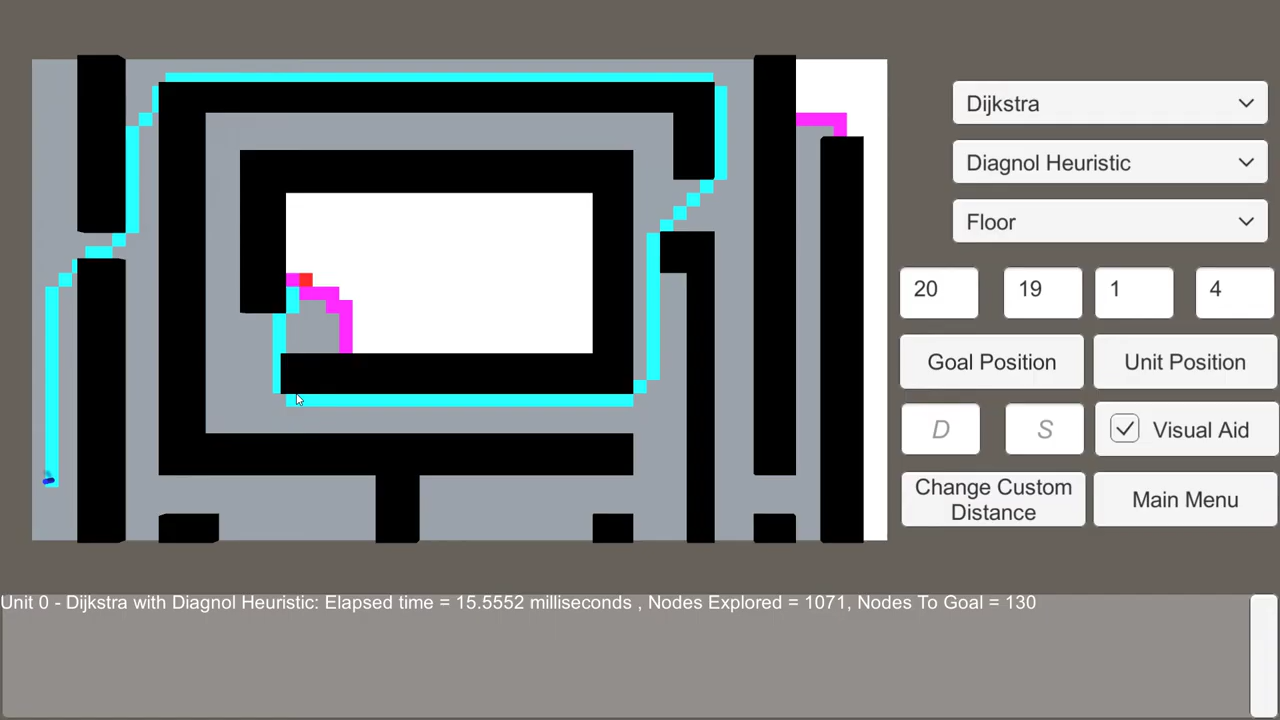 Dijkstra
Diagnol Heuristic
Floor
20 19 1 4
Goal Position Unit Position
D S Visual Aid
Change Custom
Distance
Main Menu
Unit 0 - Dijkstra with Diagnol Heuristic: Elapsed time = 15.5552 milliseconds , Nodes Explored = 1071, Nodes To Goal = 130